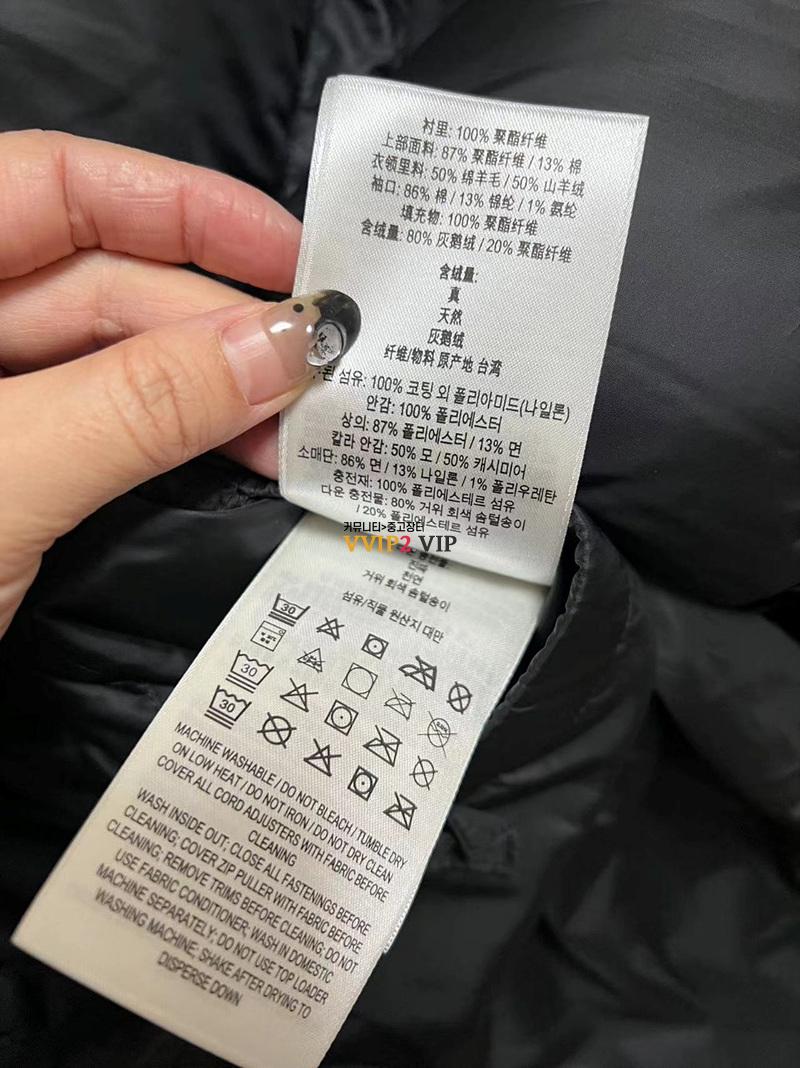 衬里: 100% 聚酯纤维
上部面料: 87% 聚酯纤维 / 13% 棉
衣领里料: 50% 绵羊毛 / 50% 山羊绒
袖口: 86% 棉 / 13% 锦纶 / 1% 氨纶
填充物: 100% 聚酯纤维
含绒量: 80% 灰鹅绒 / 20% 聚酯纤维
含绒量:
真
天然
灰鹅绒
纤维/物料 原产地 台湾
섬유: 100% 코팅 외 폴리아미드(나일론)
안감: 100% 폴리에스터
상의: 87% 폴리에스터 / 13% 면
칼라 안감: 50% 모 / 50% 캐시미어
소매단: 86% 면 / 13% 나일론 / 1% 폴리우레탄
충전재: 100% 폴리에스테르 섬유
다운 충전물: 80% 거위 회색 솜털송이
/ 20% 폴리에스테르 섬유
커뮤니티>중고장터
VVIP2.VIP
천연
거위 회색 솜털송이
섬유/직물 원산지 대만
30
30
30
MACHINE WASHABLE / DO NOT BLEACH / TUMBLE DRY
ON LOW HEAT / DO NOT IRON / DO NOT DRY CLEAN
COVER ALL CORD ADJUSTERS WITH FABRIC BEFORE
CLEANING
WASH INSIDE OUT; CLOSE ALL FASTENINGS BEFORE
CLEANING; COVER ZIP PULLER WITH FABRIC BEFORE
CLEANING; REMOVE TRIMS BEFORE CLEANING; DO NOT
USE FABRIC CONDITIONER; WASH IN DOMESTIC
MACHINE SEPARATELY; DO NOT USE TOP LOADER
WASHING MACHINE, SHAKE AFTER DRYING TO
DISPERSE DOWN